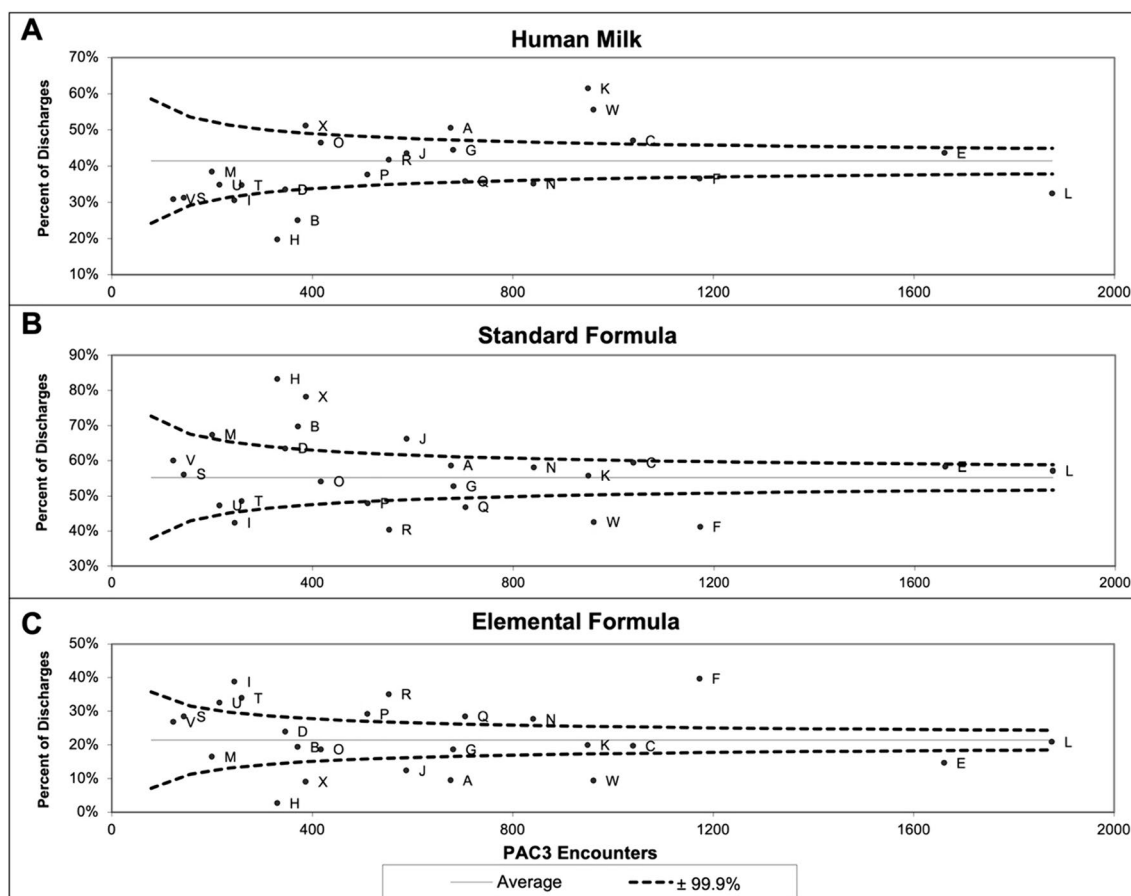 A
Human Milk
Percent of Discharges
70%
60%
50%
40%
30%
20%
10%
K
W
X
A
O
C
J
G
E
R
M
P
Q
N
F
U
T
D
VS
I
L
B
H
0
400
800
1200
1600
2000
B
Standard Formula
Percent of Discharges
90%
80%
70%
60%
50%
40%
30%
H
X
B
M
J
D
V
A
N
C
E
L
S
K
O
G
U
T
P
Q
I
R
W
F
0
400
800
1200
1600
2000
C
Elemental Formula
Percent of Discharges
50%
40%
30%
20%
10%
0%
I
F
T
R
U
P
S
Q
N
V
D
B
O
G
K
C
L
M
E
J
X
A
W
H
0
400
800
1200
1600
2000
PAC3 Encounters
Average
± 99.9%